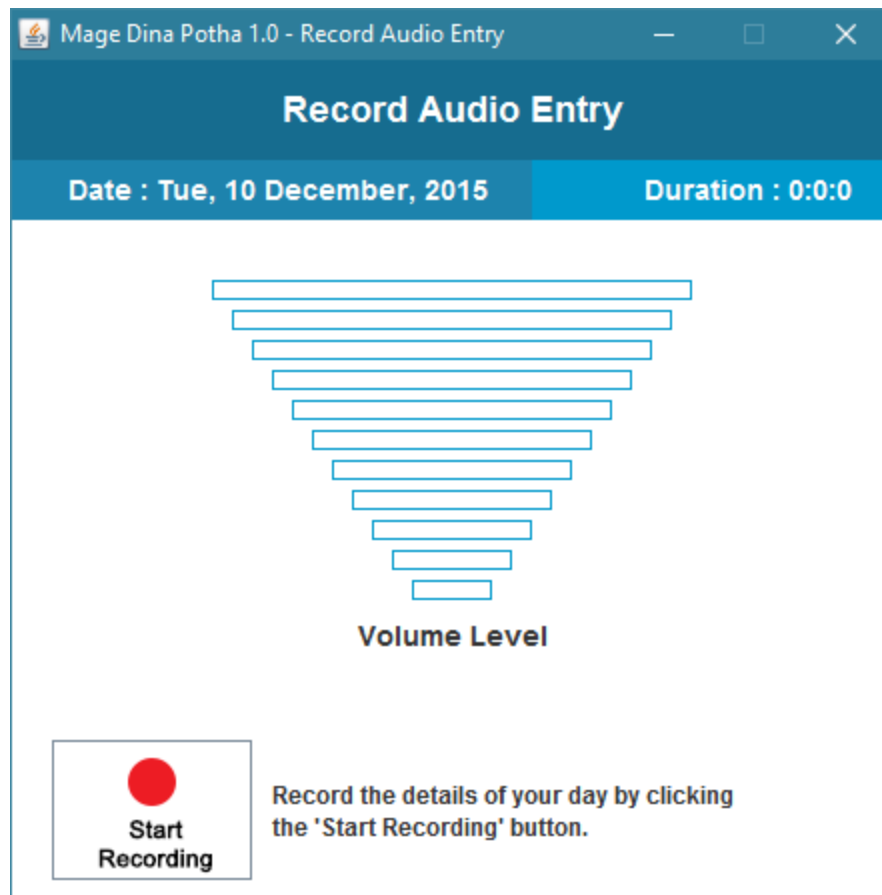 Mage Dina Potha 1.0 - Record Audio Entry
Record Audio Entry
Date : Tue, 10 December, 2015
Duration : 0:0:0
Volume Level
Start
Recording
Record the details of your day by clicking
the 'Start Recording' button.